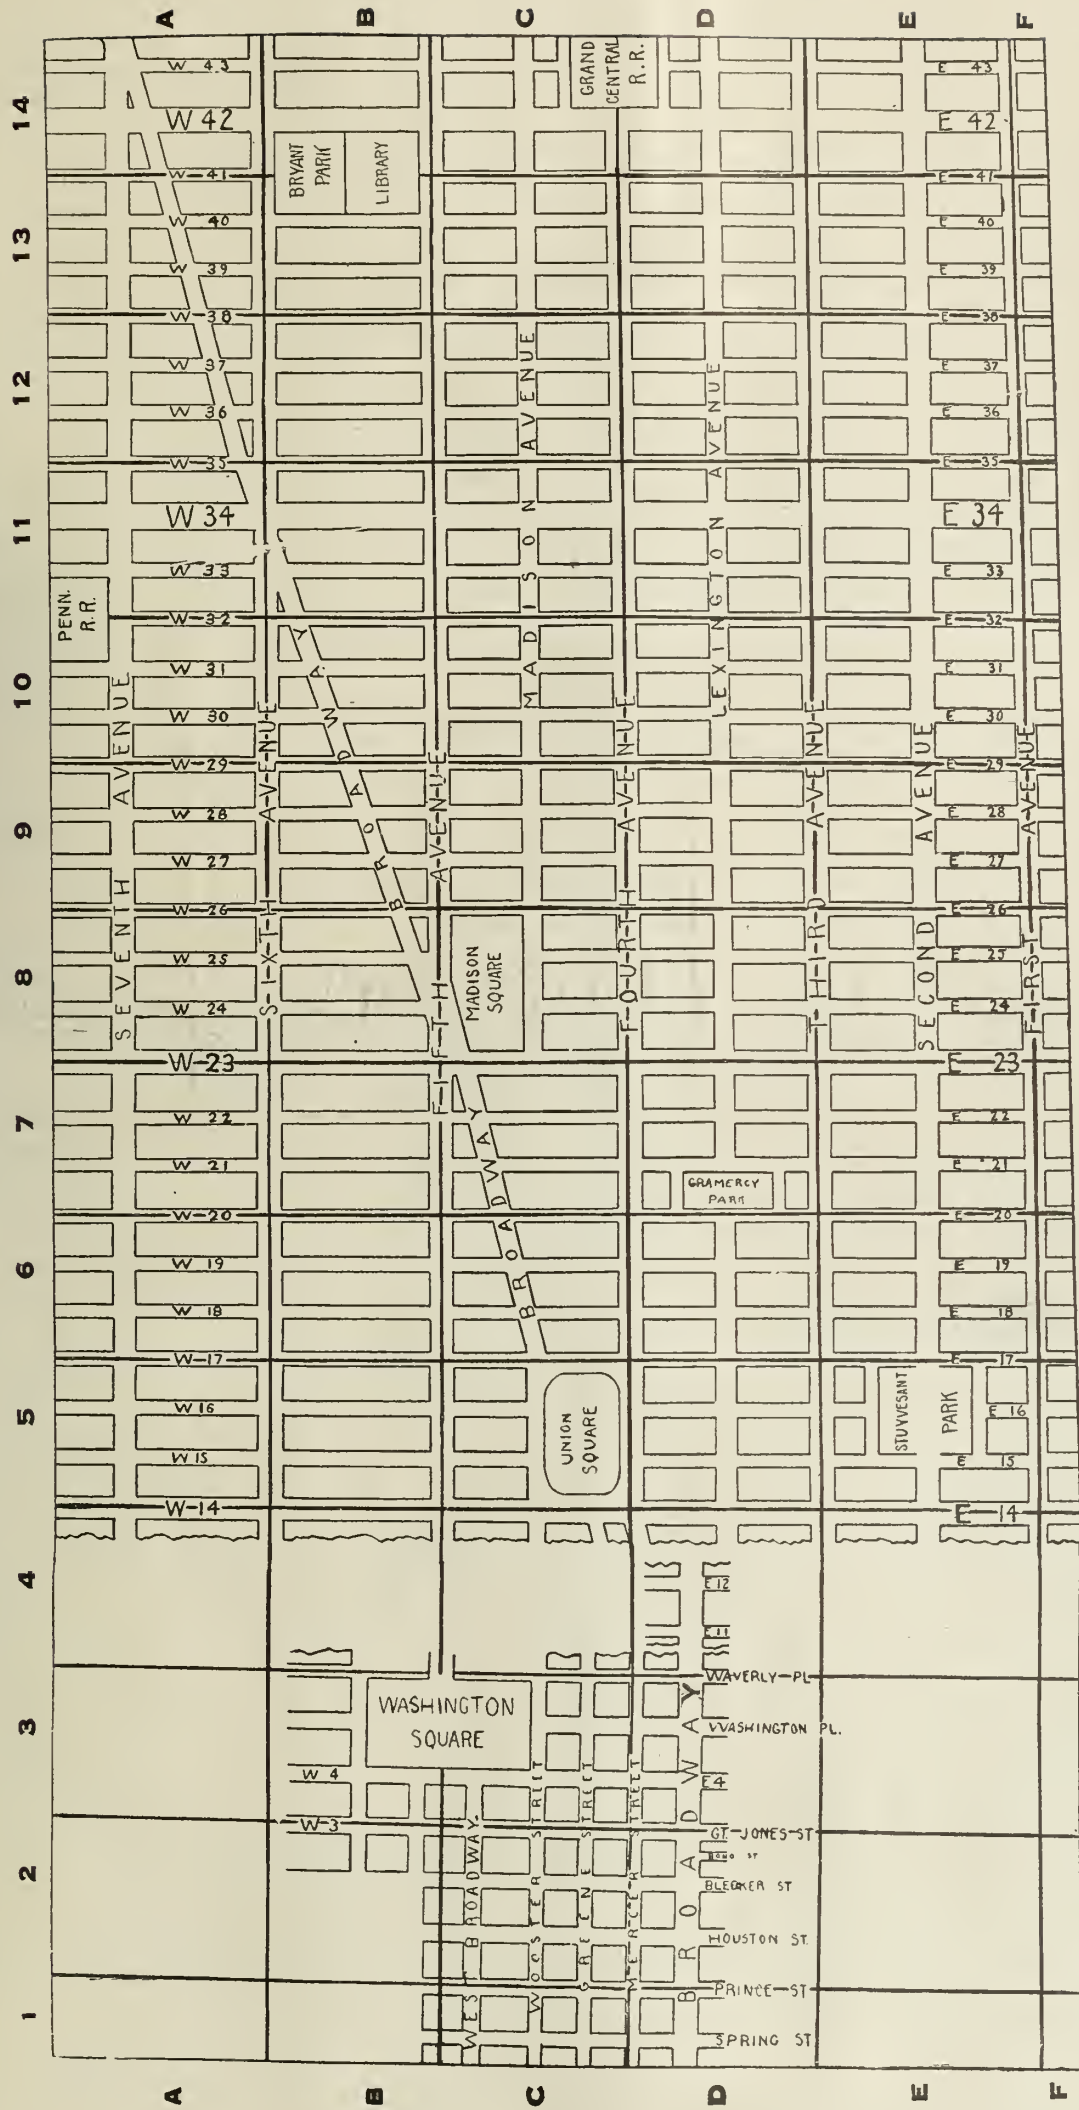 A
B
C
D
E
F
14
13
12
11
10
9
8
7
6
5
4
3
2
1
W 43
W 42
W 41
W 40
W 39
W 38
W 37
W 36
W 35
W 34
W 33
W 32
W 31
W 30
W 29
W 28
W 27
W 26
W 25
W 24
W-23
W 22
W 21
W-20
W 19
W 18
W-17
W 16
W 15
W-14
W 4
W-3
E 43
E 42
E 41
E 40
E 39
E 38
E 37
E 36
E 35
E 34
E 33
E 32
E 31
E 30
E 29
E 28
E 27
E 26
E 25
E 24
E 23
E 22
E 21
E 20
E 19
E 18
E 17
E 16
E 15
E-14
E 12
E 11
E 4
GRAND
CENTRAL
R.R.
BRYANT
PARK
LIBRARY
PENN.
R.R.
SEVENTH AVENUE
SIXTH AVENUE
BROADWAY
FIFTH AVENUE
MADISON AVENUE
FOURTH AVENUE
LEXINGTON AVENUE
THIRD AVENUE
SECOND AVENUE
FIRST AVENUE
MADISON
SQUARE
BROADWAY
GRAMERCY
PARK
UNION
SQUARE
STUYVESANT
PARK
WASHINGTON
SQUARE
WAVERLY-PL
WASHINGTON PL.
GT. JONES-ST
BOND ST
BLEEKER ST
HOUSTON ST.
PRINCE-ST
SPRING ST
WEST BROADWAY
WOOSTER STREET
GREENE STREET
MERCER STREET
BROADWAY
A
B
C
D
E
F